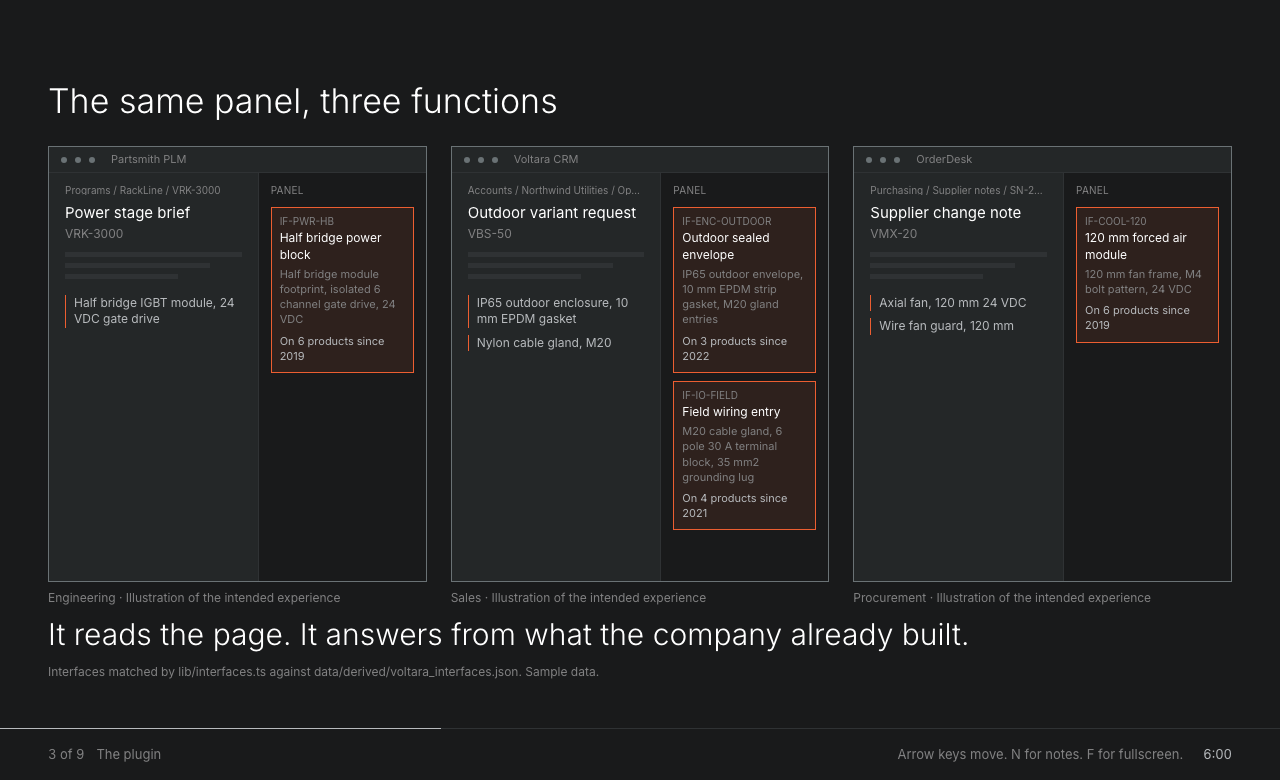 The same panel, three functions
Partsmith PLM
Programs / RackLine / VRK-3000
Power stage brief
VRK-3000
Half bridge IGBT module, 24
VDC gate drive
PANEL
IF-PWR-HB
Half bridge power
block
Half bridge module
footprint, isolated 6
channel gate drive, 24
VDC
On 6 products since
2019
Engineering · Illustration of the intended experience
Voltara CRM
Accounts / Northwind Utilities / Op...
Outdoor variant request
VBS-50
IP65 outdoor enclosure, 10
mm EPDM gasket
Nylon cable gland, M20
PANEL
IF-ENC-OUTDOOR
Outdoor sealed
envelope
IP65 outdoor envelope,
10 mm EPDM strip
gasket, M20 gland
entries
On 3 products since
2022
IF-IO-FIELD
Field wiring entry
M20 cable gland, 6
pole 30 A terminal
block, 35 mm2
grounding lug
On 4 products since
2021
Sales · Illustration of the intended experience
OrderDesk
Purchasing / Supplier notes / SN-2...
Supplier change note
VMX-20
Axial fan, 120 mm 24 VDC
Wire fan guard, 120 mm
PANEL
IF-COOL-120
120 mm forced air
module
120 mm fan frame, M4
bolt pattern, 24 VDC
On 6 products since
2019
Procurement · Illustration of the intended experience
It reads the page. It answers from what the company already built.
Interfaces matched by lib/interfaces.ts against data/derived/voltara_interfaces.json. Sample data.
3 of 9 The plugin
Arrow keys move. N for notes. F for fullscreen. 6:00